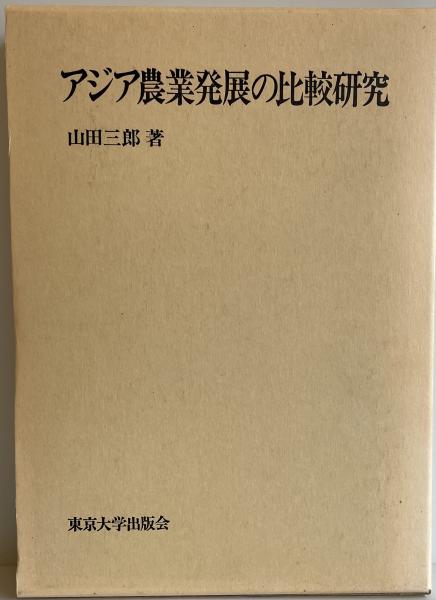 アジア農業発展の比較研究
山田三郎 著
東京大学出版会